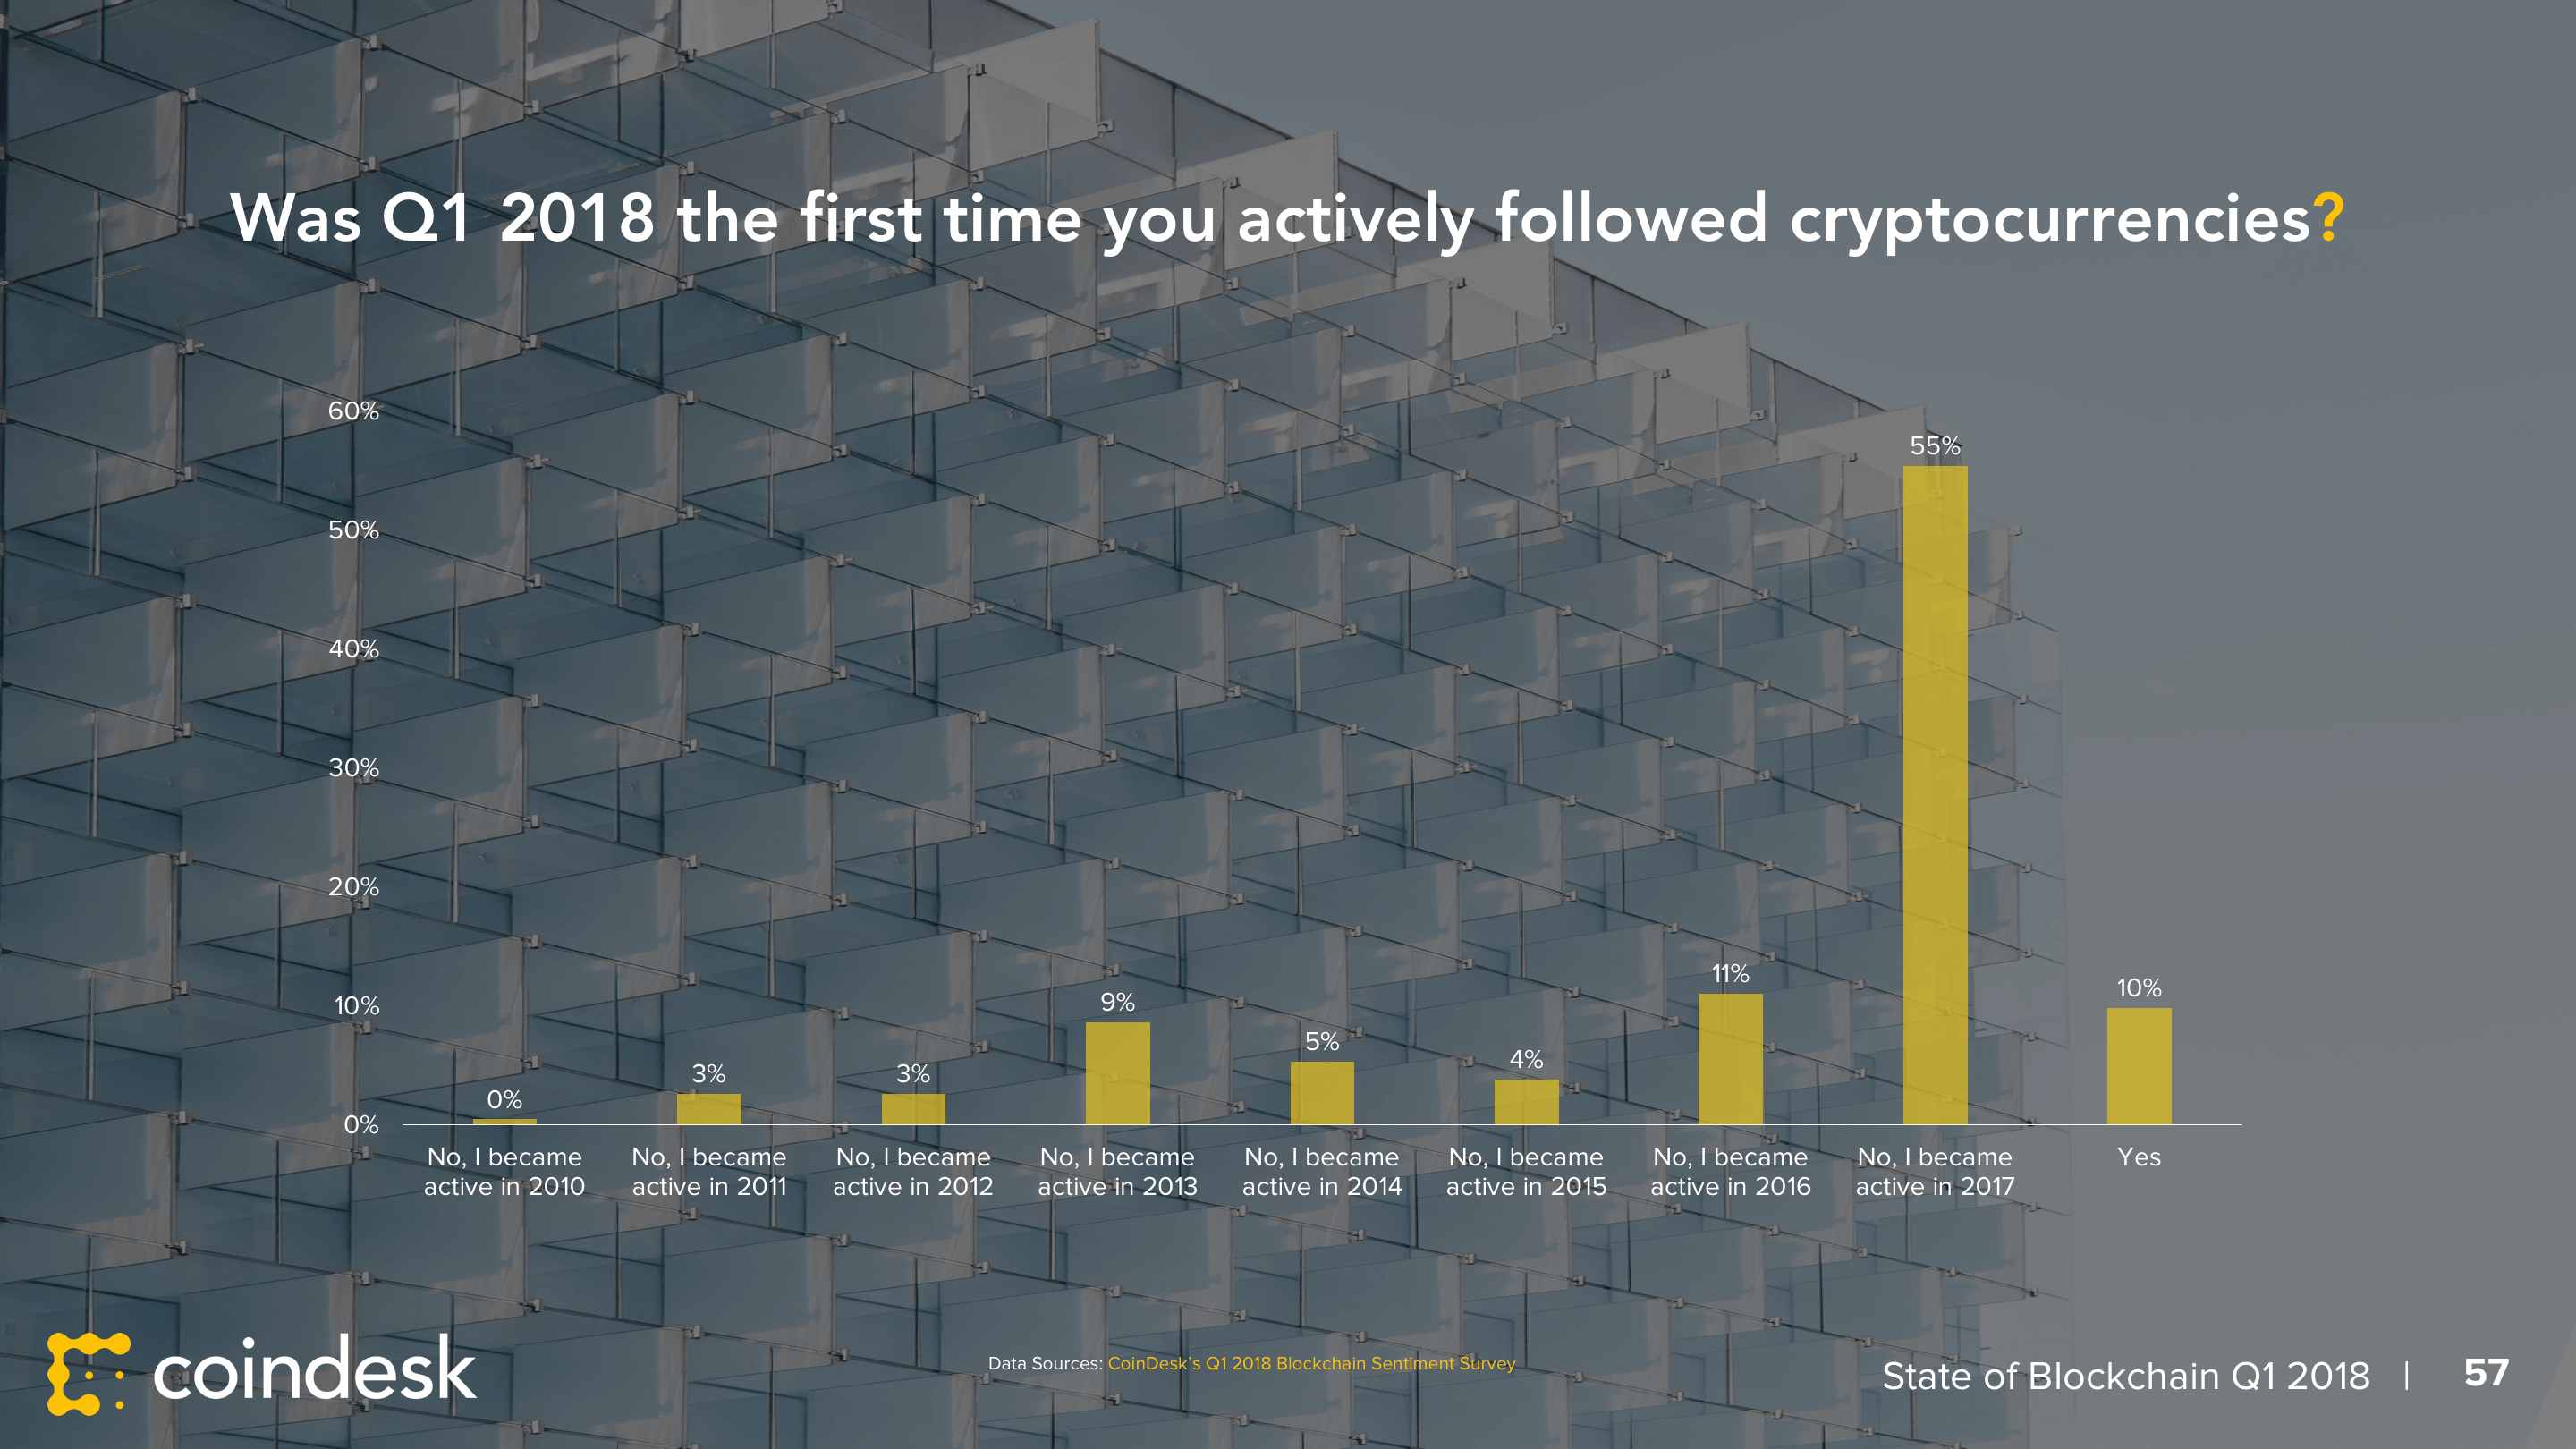 Was Q1 2018 the first time you actively followed cryptocurrencies?
60%
50%
40%
30%
20%
10%
0%
0%
3%
3%
9%
5%
4%
11%
55%
10%
No, I became
active in 2010
No, I became
active in 2011
No, I became
active in 2012
No, I became
active in 2013
No, I became
active in 2014
No, I became
active in 2015
No, I became
active in 2016
No, I became
active in 2017
Yes
coindesk
Data Sources: CoinDesk's Q1 2018 Blockchain Sentiment Survey
State of Blockchain Q1 2018 | 57